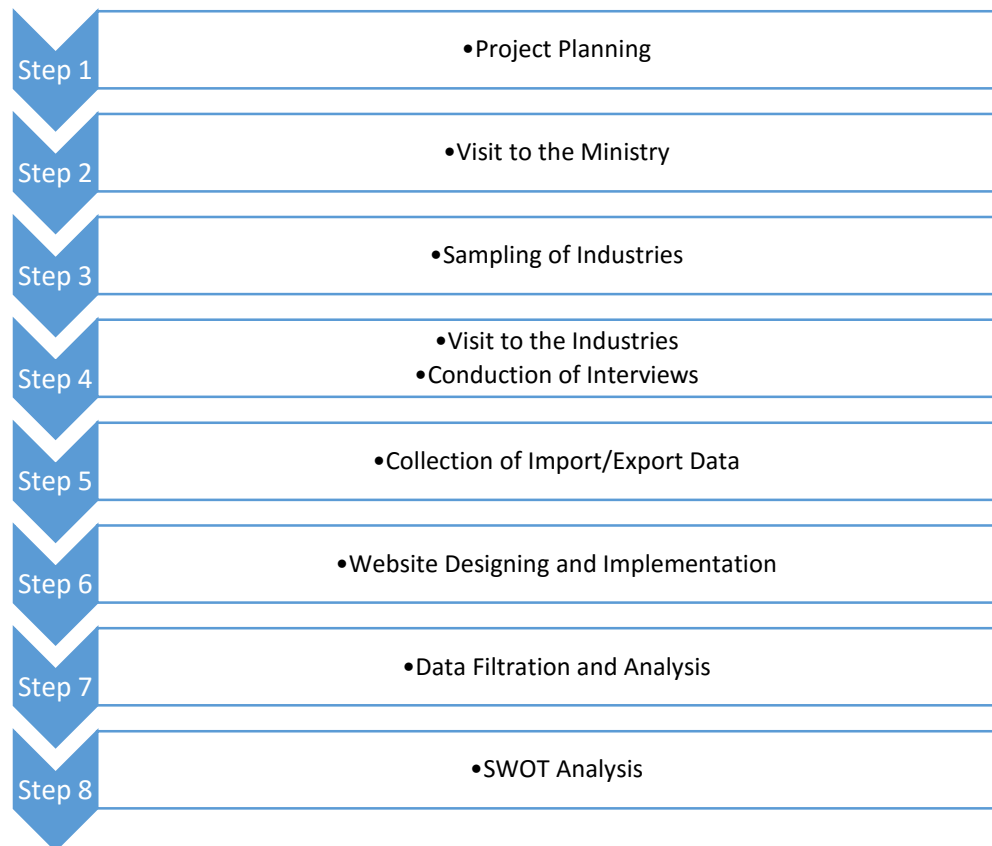 Step 1
•Project Planning
Step 2
•Visit to the Ministry
Step 3
•Sampling of Industries
Step 4
•Visit to the Industries
•Conduction of Interviews
Step 5
•Collection of Import/Export Data
Step 6
•Website Designing and Implementation
Step 7
•Data Filtration and Analysis
Step 8
•SWOT Analysis